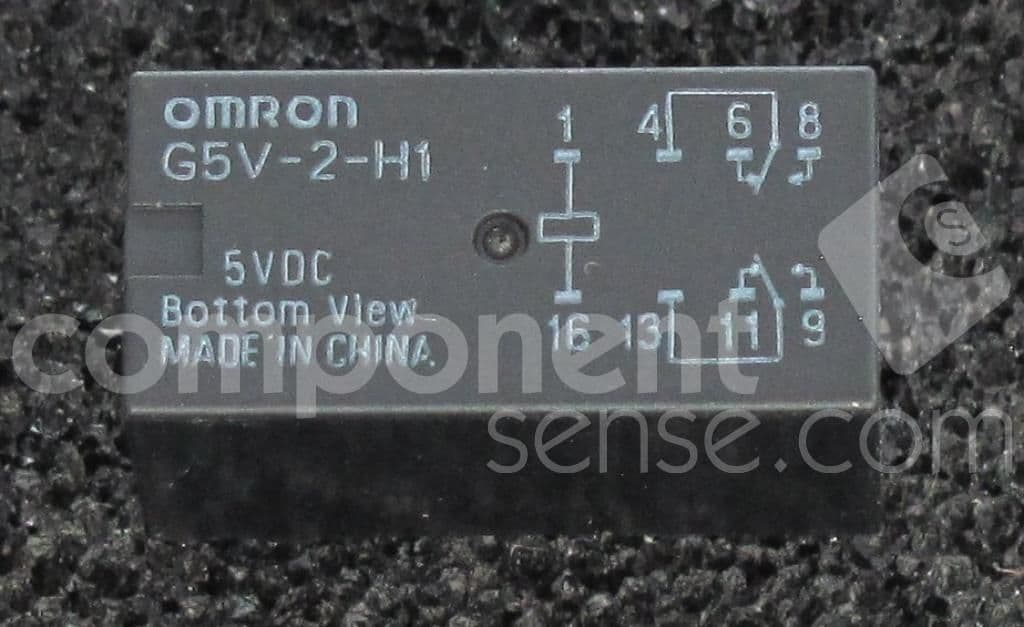 OMRON
G5V-2-H1
5VDC
Bottom View
MADE IN CHINA
1 4 6 8
16 13 11 9
component
sense.com
cs